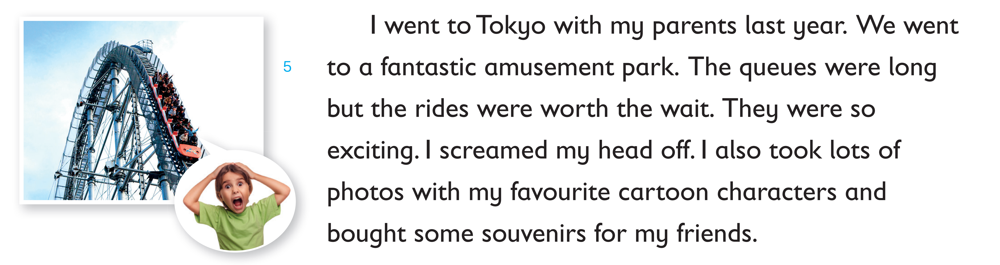 I went to Tokyo with my parents last year. We went
5 to a fantastic amusement park. The queues were long
but the rides were worth the wait. They were so
exciting. I screamed my head off. I also took lots of
photos with my favourite cartoon characters and
bought some souvenirs for my friends.